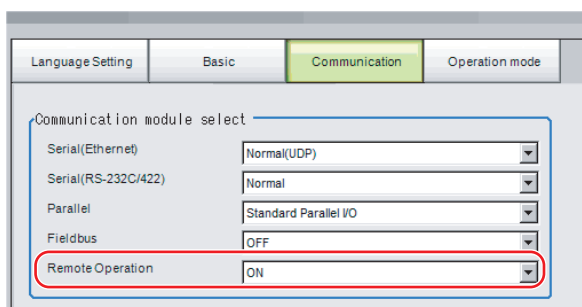 Language Setting Basic Communication Operation mode
Communication module select
Serial(Ethernet) Normal(UDP)
Serial(RS-232C/422) Normal
Parallel Standard Parallel I/O
Fieldbus OFF
Remote Operation ON